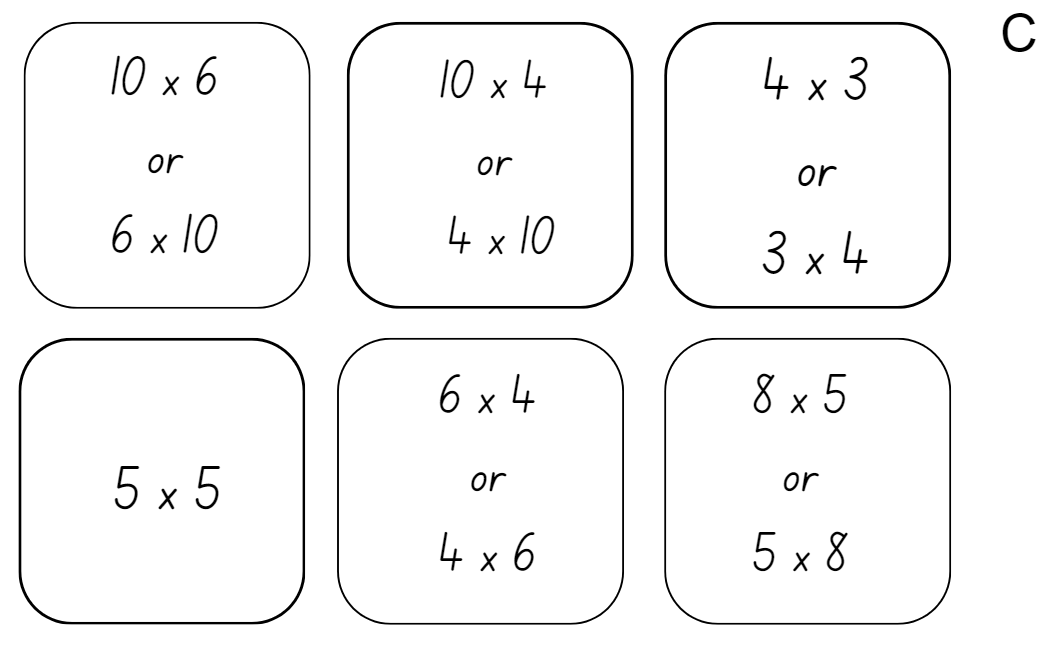 C
10 x 6
or
6 x 10
10 x 4
or
4 x 10
4 x 3
or
3 x 4
5 x 5
6 x 4
or
4 x 6
8 x 5
or
5 x 8